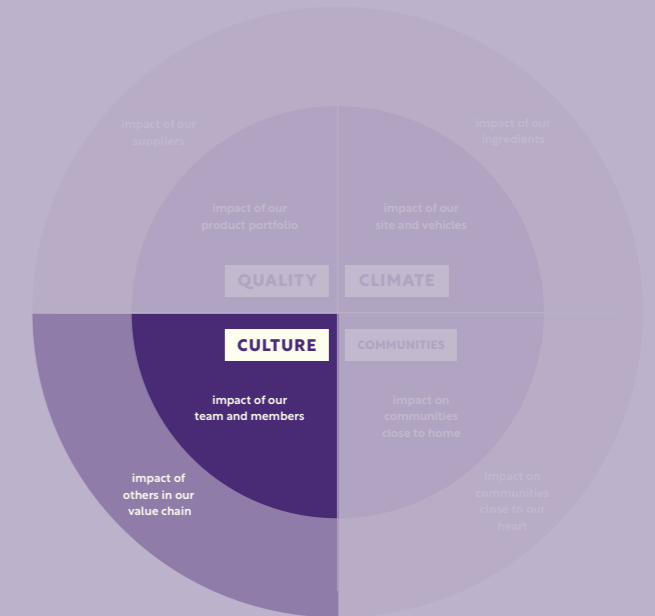 impact of our
suppliers
impact of our
ingredients
impact of our
product portfolio
impact of our
site and vehicles
QUALITY
CLIMATE
CULTURE
COMMUNITIES
impact of our
team and members
impact on
communities
close to home
impact of
others in our
value chain
impact on
communities
close to our
heart